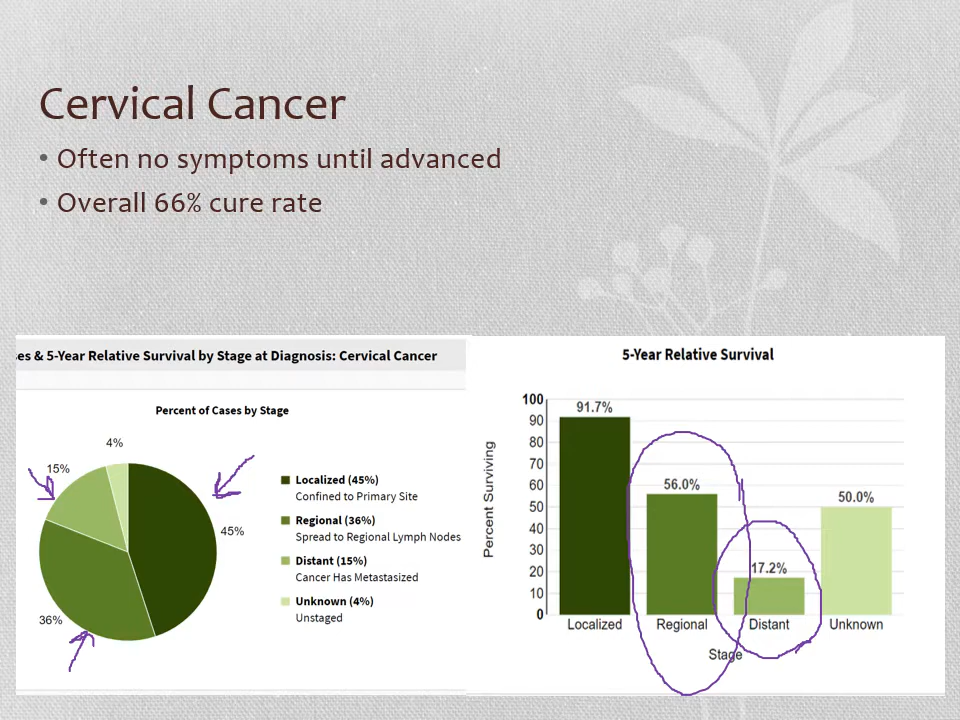 Cervical Cancer
• Often no symptoms until advanced
• Overall 66% cure rate
es & 5-Year Relative Survival by Stage at Diagnosis: Cervical Cancer
Percent of Cases by Stage
4%
15%
45%
36%
Localized (45%)
Confined to Primary Site
Regional (36%)
Spread to Regional Lymph Nodes
Distant (15%)
Cancer Has Metastasized
Unknown (4%)
Unstaged
5-Year Relative Survival
Percent Surviving
100
90
80
70
60
50
40
30
20
10
0
91.7%
56.0%
17.2%
50.0%
Localized
Regional
Distant
Unknown
Stage